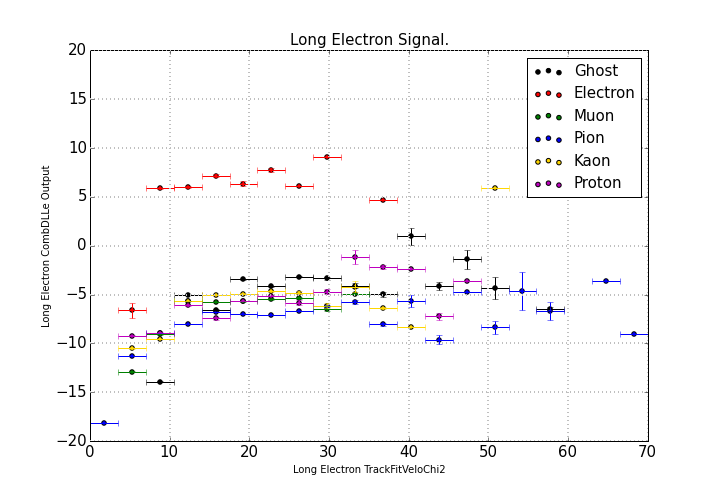 Long Electron Signal.
20
15
10
5
0
−5
−10
−15
−20
Long Electron CombDLLe Output
Ghost
Electron
Muon
Pion
Kaon
Proton
0 10 20 30 40 50 60 70
Long Electron TrackFitVeloChi2